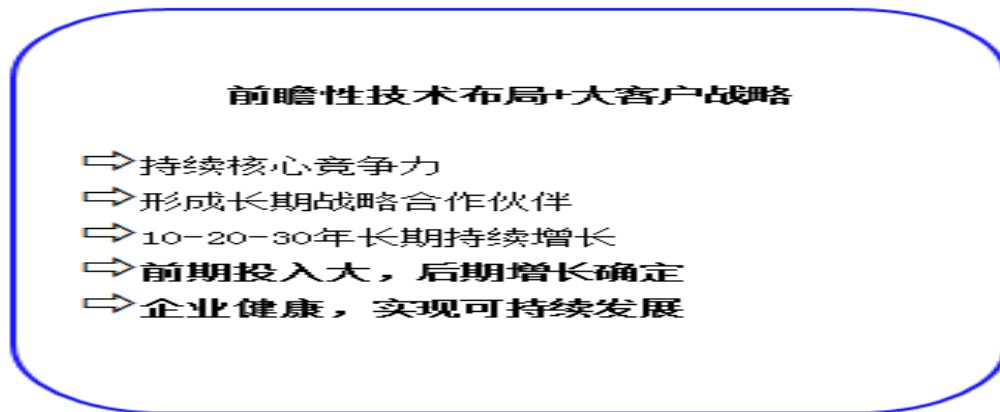 前瞻性技术布局+大客户战略
⇨持续核心竞争力
⇨形成长期战略合作伙伴
⇨10-20-30年长期持续增长
⇨前期投入大，后期增长确定
⇨企业健康，实现可持续发展